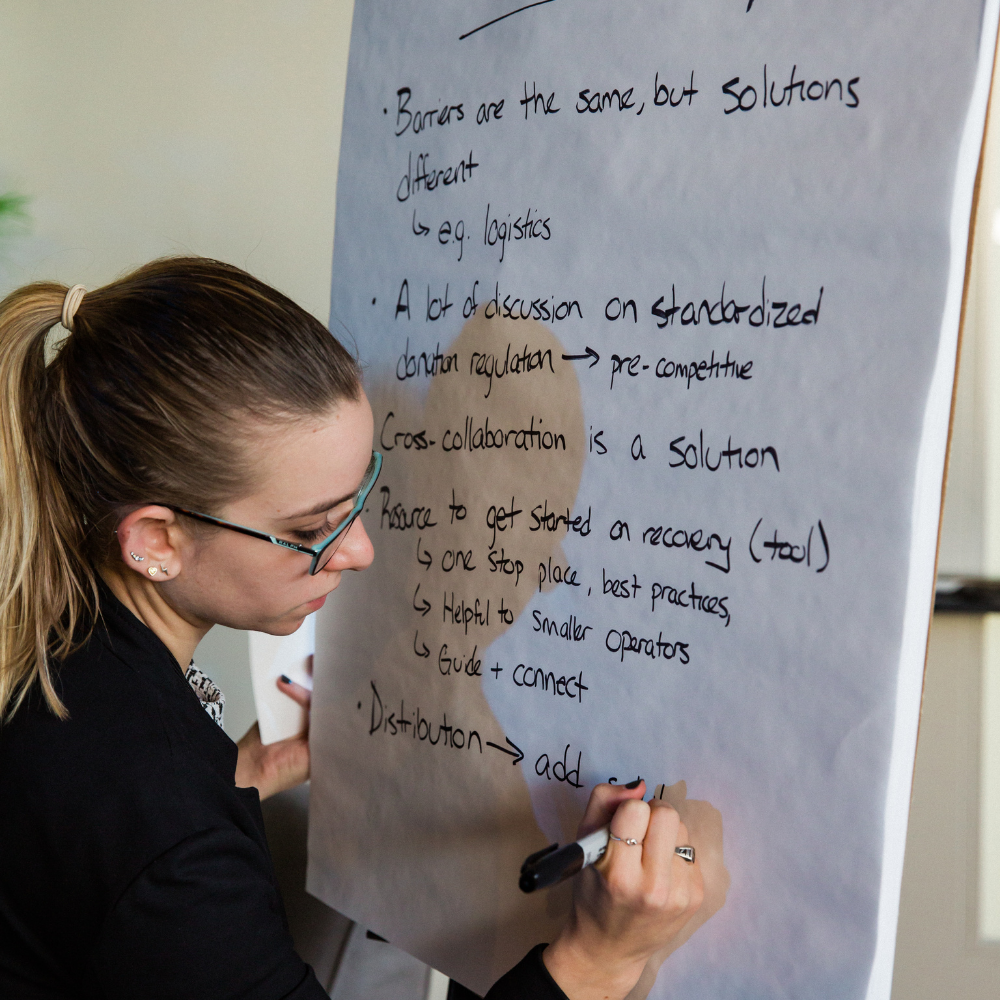 · Barriers are the same, but solutions
different
↳ e.g. logistics
· A lot of discussion on standardized
donation regulation → pre-competitive
Cross-collaboration is a solution
· Resource to get started on recovery (tool)
↳ one stop place, best practices,
↳ Helpful to smaller operators
↳ Guide + connect
· Distribution → add